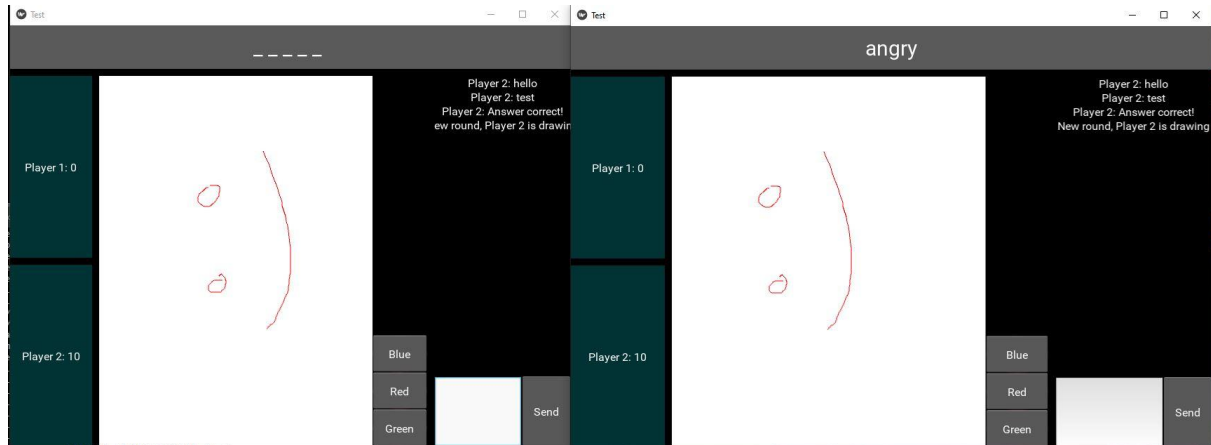 Test
_ _ _ _ _
Player 1: 0
Player 2: 10
Player 2: hello
Player 2: test
Player 2: Answer correct!
ew round, Player 2 is drawin
Blue
Red
Green
Send
Test
angry
Player 1: 0
Player 2: 10
Player 2: hello
Player 2: test
Player 2: Answer correct!
New round, Player 2 is drawing
Blue
Red
Green
Send